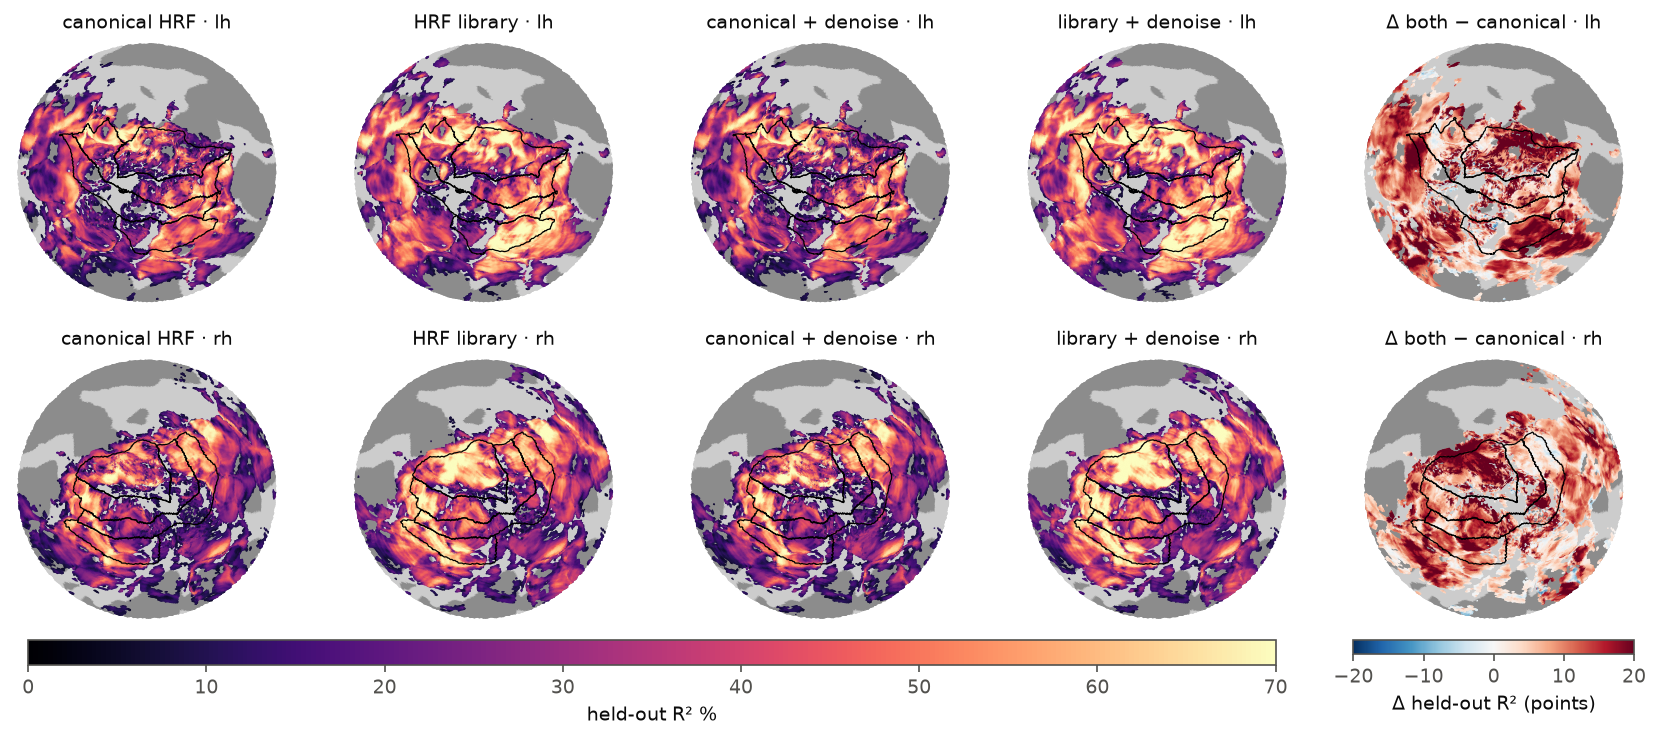 canonical HRF · lh
HRF library · lh
canonical + denoise · lh
library + denoise · lh
Δ both − canonical · lh
canonical HRF · rh
HRF library · rh
canonical + denoise · rh
library + denoise · rh
Δ both − canonical · rh
0 10 20 30 40 50 60 70
held-out R² %
−20 −10 0 10 20
Δ held-out R² (points)